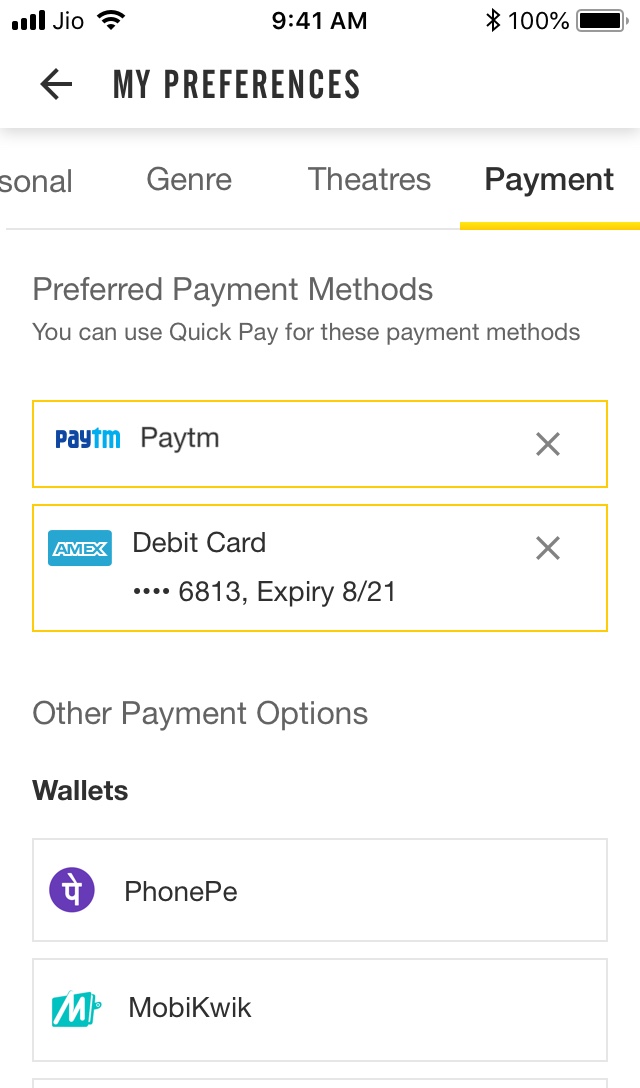 Jio 9:41 AM 100%
MY PREFERENCES
sonal Genre Theatres Payment
Preferred Payment Methods
You can use Quick Pay for these payment methods
paytm Paytm
AMEX Debit Card
•••• 6813, Expiry 8/21
Other Payment Options
Wallets
पे PhonePe
M MobiKwik